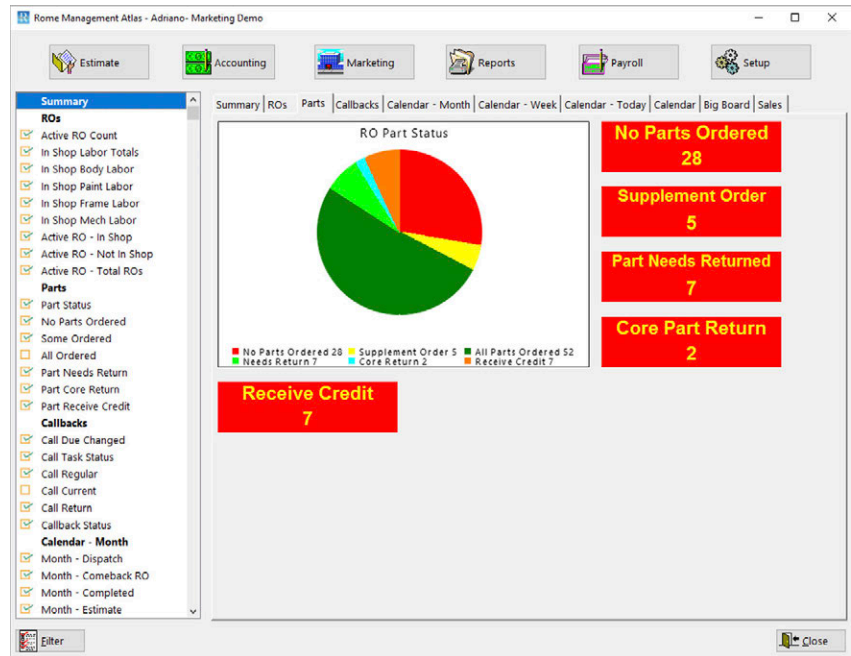 Rome Management Atlas - Adriano- Marketing Demo
Estimate
Accounting
Marketing
Reports
Payroll
Setup
Summary
ROs
Active RO Count
In Shop Labor Totals
In Shop Body Labor
In Shop Paint Labor
In Shop Frame Labor
In Shop Mech Labor
Active RO - In Shop
Active RO - Not In Shop
Active RO - Total ROs
Parts
Part Status
No Parts Ordered
Some Ordered
All Ordered
Part Needs Return
Part Core Return
Part Receive Credit
Callbacks
Call Due Changed
Call Task Status
Call Regular
Call Current
Call Return
Callback Status
Calendar - Month
Month - Dispatch
Month - Comeback RO
Month - Completed
Month - Estimate
Summary ROs Parts Callbacks Calendar - Month Calendar - Week Calendar - Today Calendar Big Board Sales
RO Part Status
No Parts Ordered 28 Supplement Order 5 All Parts Ordered 52
Needs Return 7 Core Return 2 Receive Credit 7
No Parts Ordered
28
Supplement Order
5
Part Needs Returned
7
Core Part Return
2
Receive Credit
7
Filter
Close